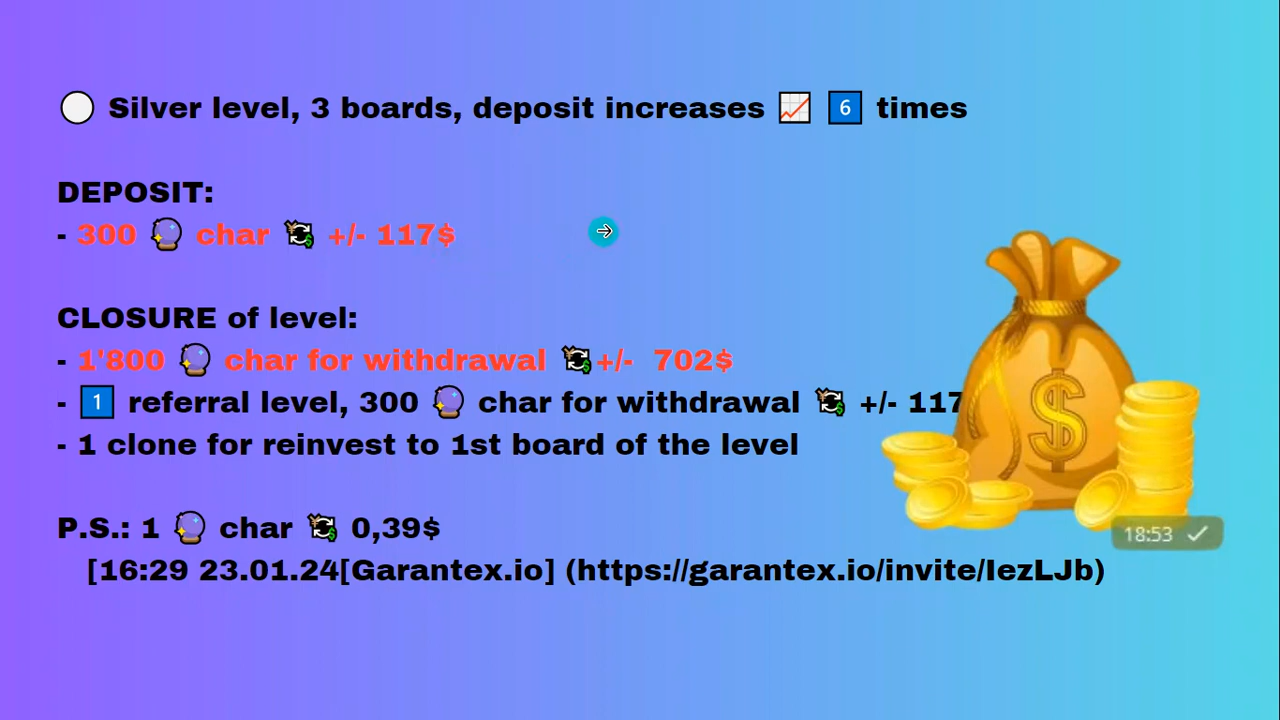 ⚪ Silver level, 3 boards, deposit increases 📈 6️⃣ times
DEPOSIT:
- 300 🔮 char 💱 +/- 117$
CLOSURE of level:
- 1'800 🔮 char for withdrawal 💱+/- 702$
- 1️⃣ referral level, 300 🔮 char for withdrawal 💱 +/- 117
- 1 clone for reinvest to 1st board of the level
P.S.: 1 🔮 char 💱 0,39$
[16:29 23.01.24[Garantex.io] (https://garantex.io/invite/IezLJb)
18:53